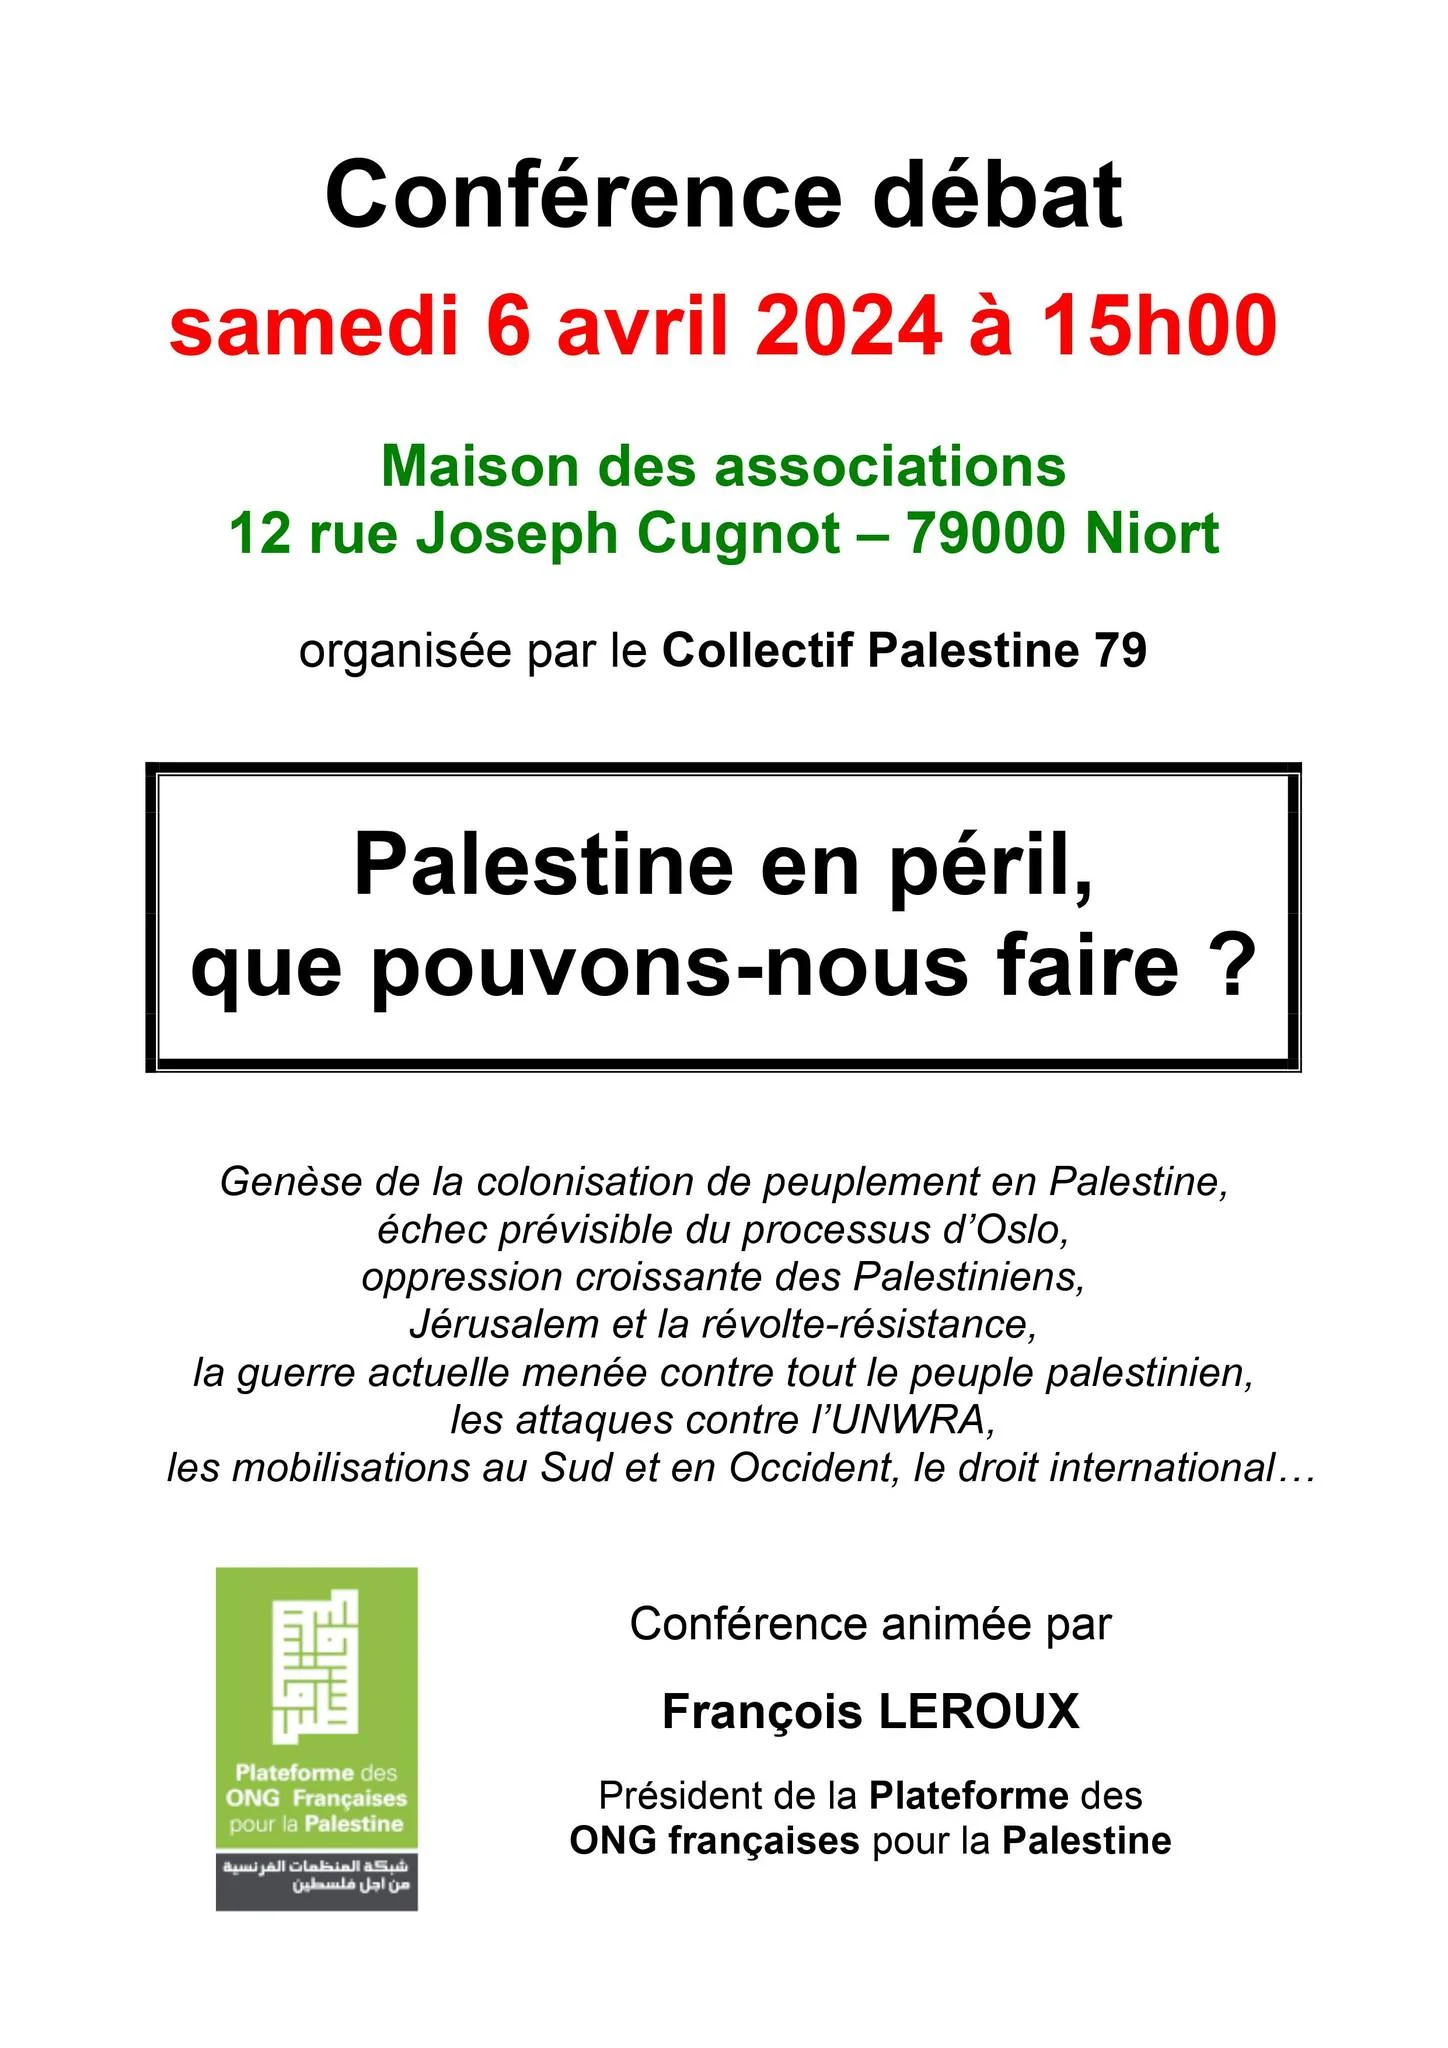 Conférence débat
samedi 6 avril 2024 à 15h00
Maison des associations
12 rue Joseph Cugnot – 79000 Niort
organisée par le Collectif Palestine 79
Palestine en péril,
que pouvons-nous faire ?
Genèse de la colonisation de peuplement en Palestine,
échec prévisible du processus d’Oslo,
oppression croissante des Palestiniens,
Jérusalem et la révolte-résistance,
la guerre actuelle menée contre tout le peuple palestinien,
les attaques contre l’UNWRA,
les mobilisations au Sud et en Occident, le droit international…
Plateforme des
ONG Françaises
pour la Palestine
شبكة المنظمات الفرنسية
من اجل فلسطين
Conférence animée par
François LEROUX
Président de la Plateforme des
ONG françaises pour la Palestine